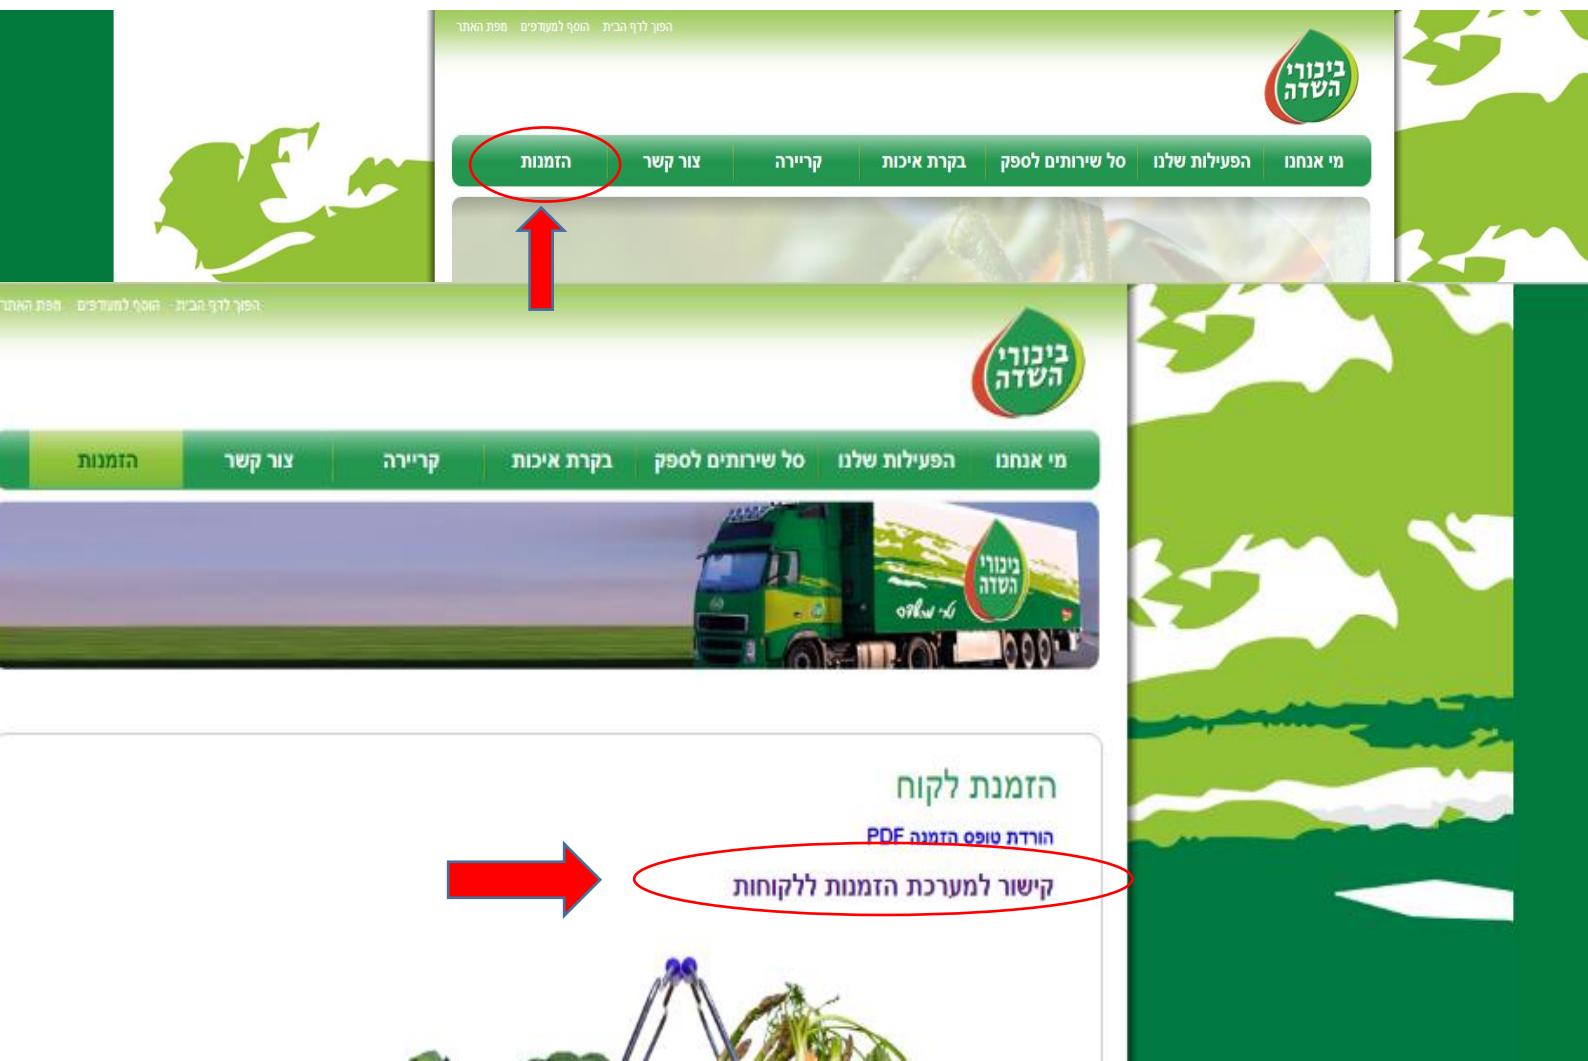 הפוך לדף הבית הוסף למועדפים מפת האתר
ביכורי
השדה
מי אנחנו הפעילות שלנו סל שירותים לספק בקרת איכות קריירה צור קשר הזמנות
הפוך לדף הבית הוסף למועדפים מפת האתר
ביכורי
השדה
מי אנחנו הפעילות שלנו סל שירותים לספק בקרת איכות קריירה צור קשר הזמנות
ביכורי
השדה
טרי מהשדה
הזמנת לקוח
הורדת טופס הזמנה PDF
קישור למערכת הזמנות ללקוחות